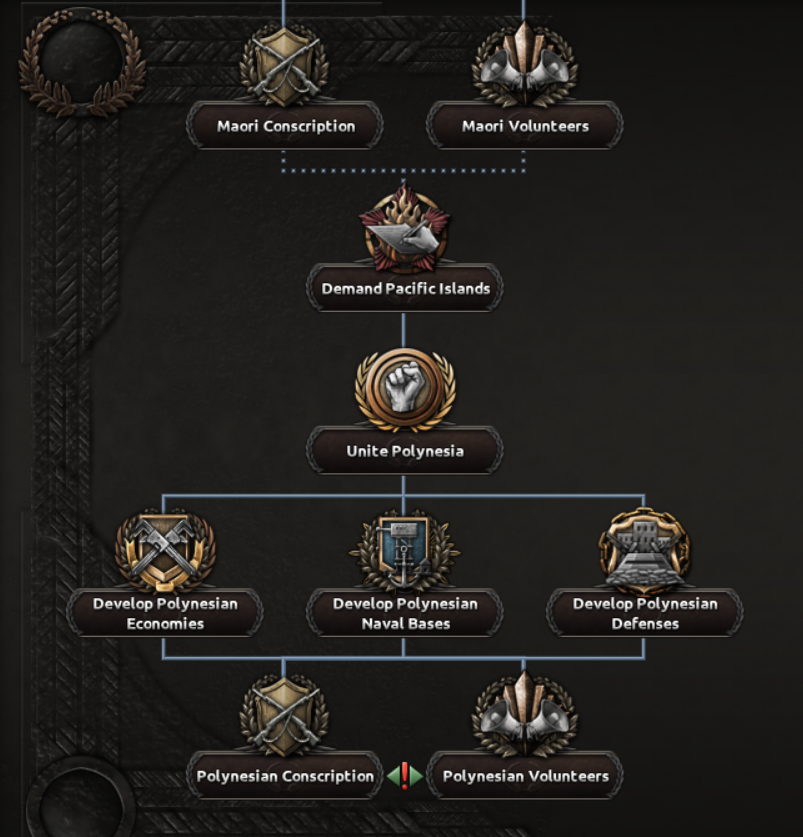 Maori Conscription
Maori Volunteers
Demand Pacific Islands
Unite Polynesia
Develop Polynesian
Economies
Develop Polynesian
Naval Bases
Develop Polynesian
Defenses
Polynesian Conscription
Polynesian Volunteers